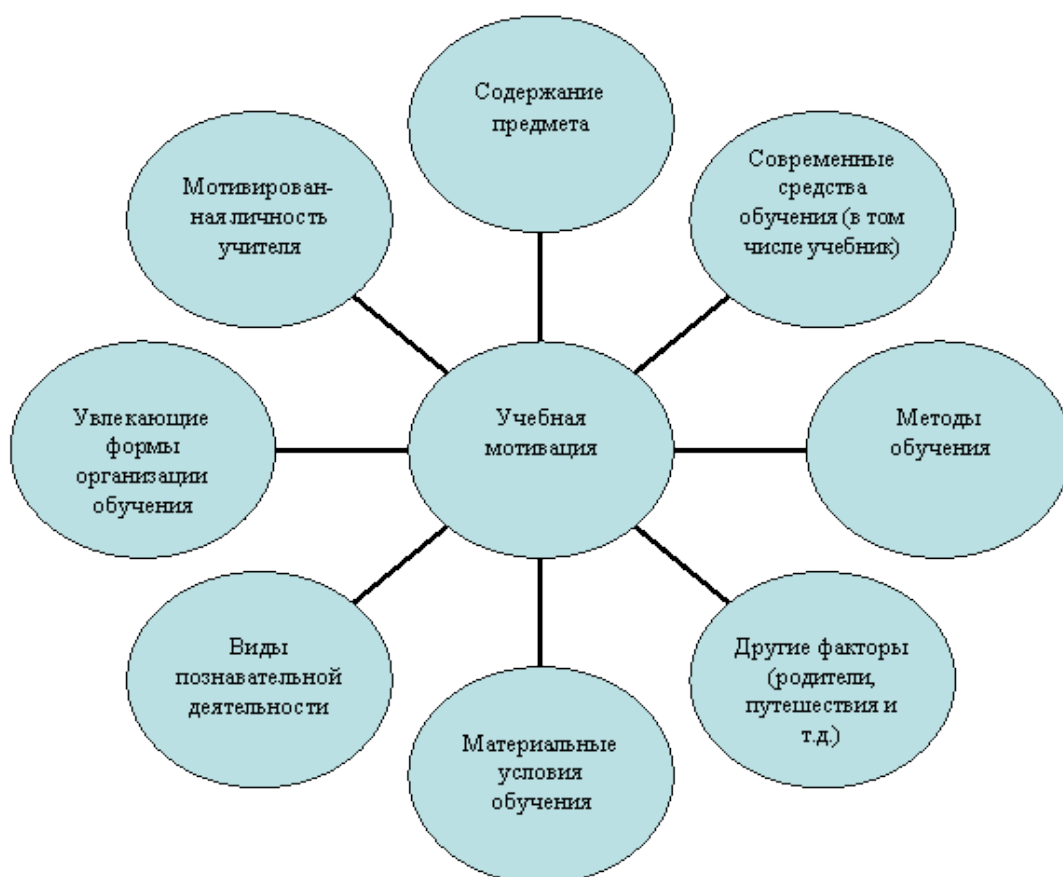 Содержание
предмета
Современные
средства
обучения (в том
числе учебник)
Методы
обучения
Другие факторы
(родители,
путешествия и
т.д.)
Материальные
условия
обучения
Виды
познавательной
деятельности
Увлекающие
формы
организации
обучения
Мотивирован-
ная личность
учителя
Учебная
мотивация